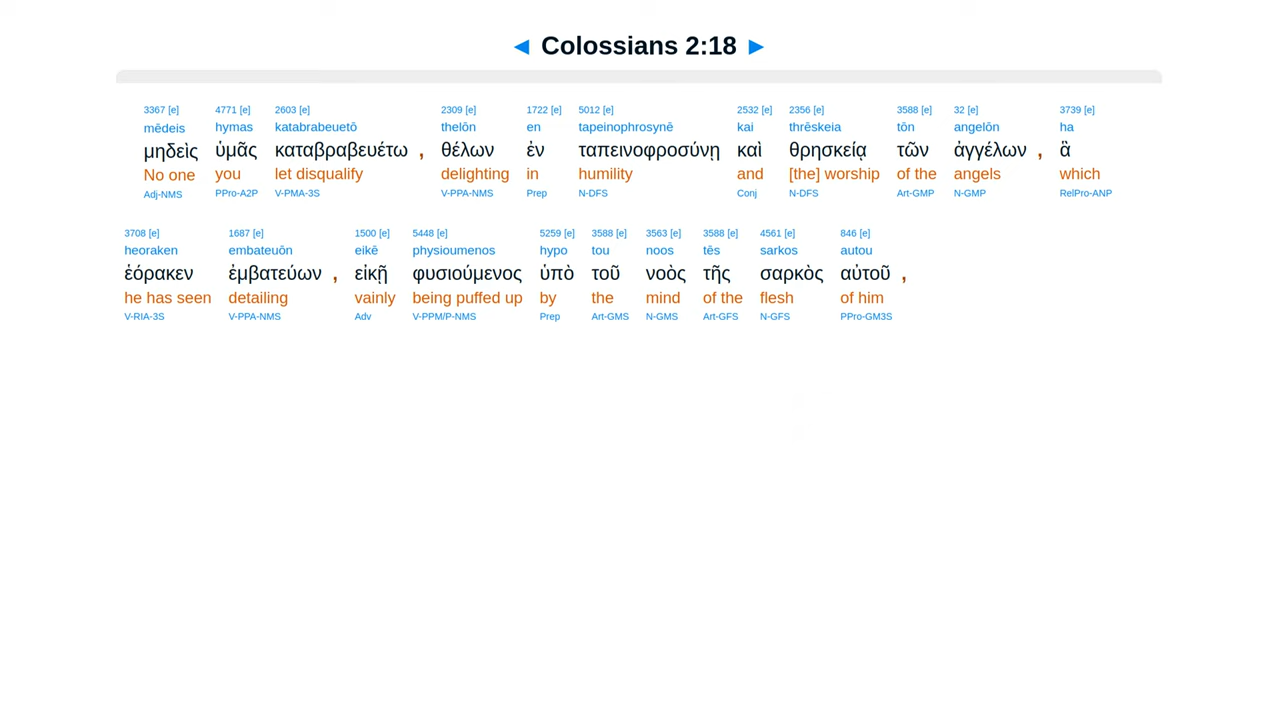 ◄ Colossians 2:18 ►
3367 [e] 4771 [e] 2603 [e] 2309 [e] 1722 [e] 5012 [e] 2532 [e] 2356 [e] 3588 [e] 32 [e] 3739 [e]
mēdeis hymas katabrabeuetō thelōn en tapeinophrosynē kai thrēskeia tōn angelōn ha
μηδεὶς ὑμᾶς καταβραβευέτω , θέλων ἐν ταπεινοφροσύνῃ καὶ θρησκείᾳ τῶν ἀγγέλων , ἃ
No one you let disqualify delighting in humility and [the] worship of the angels which
Adj-NMS PPro-A2P V-PMA-3S V-PPA-NMS Prep N-DFS Conj N-DFS Art-GMP N-GMP RelPro-ANP
3708 [e] 1687 [e] 1500 [e] 5448 [e] 5259 [e] 3588 [e] 3563 [e] 3588 [e] 4561 [e] 846 [e]
heoraken embateuōn eikē physioumenos hypo tou noos tēs sarkos autou
ἑόρακεν ἐμβατεύων , εἰκῇ φυσιούμενος ὑπὸ τοῦ νοὸς τῆς σαρκὸς αὐτοῦ ,
he has seen detailing vainly being puffed up by the mind of the flesh of him
V-RIA-3S V-PPA-NMS Adv V-PPM/P-NMS Prep Art-GMS N-GMS Art-GFS N-GFS PPro-GM3S